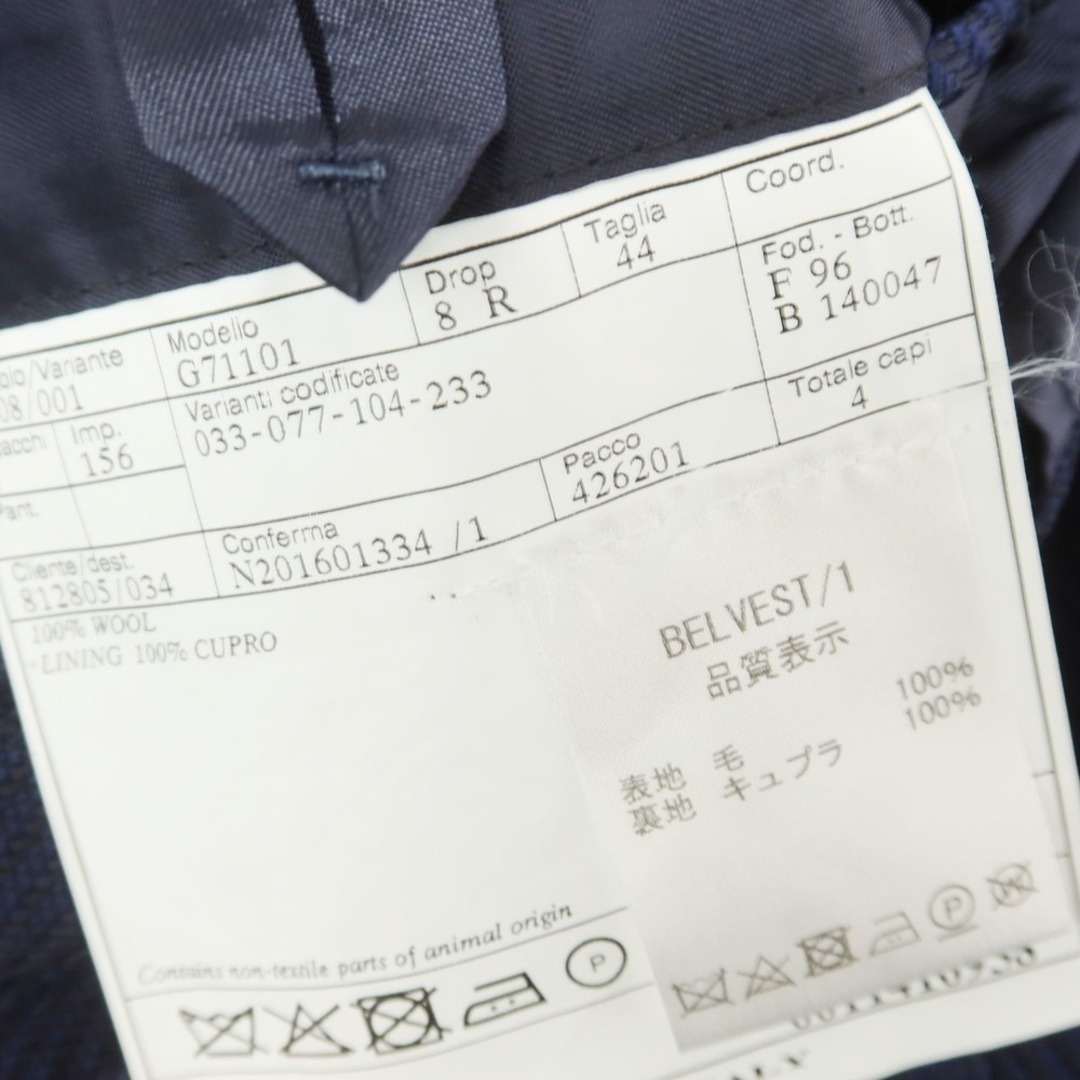 Coord.
Taglia
44
Drop
8 R
Modello
G71101
/Variante
08/001
Fod. - Bott.
F 96
B 140047
Varianti codificate
033-077-104-233
Imp.
156
Totale capi
4
Pacco
426201
Conferma
N201601334 /1
Cliente/dest.
812805/034
100% WOOL
-LINING 100% CUPRO
BELVEST/1
品質表示
表地 毛 100%
裏地 キュプラ 100%
Contains non-textile parts of animal origin
P
P
W